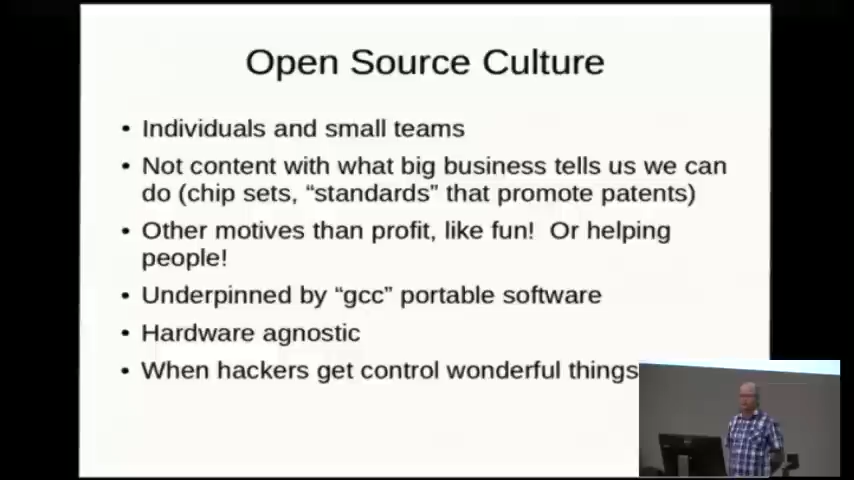 Open Source Culture
• Individuals and small teams
• Not content with what big business tells us we can
do (chip sets, “standards” that promote patents)
• Other motives than profit, like fun!  Or helping
people!
• Underpinned by “gcc” portable software
• Hardware agnostic
• When hackers get control wonderful things